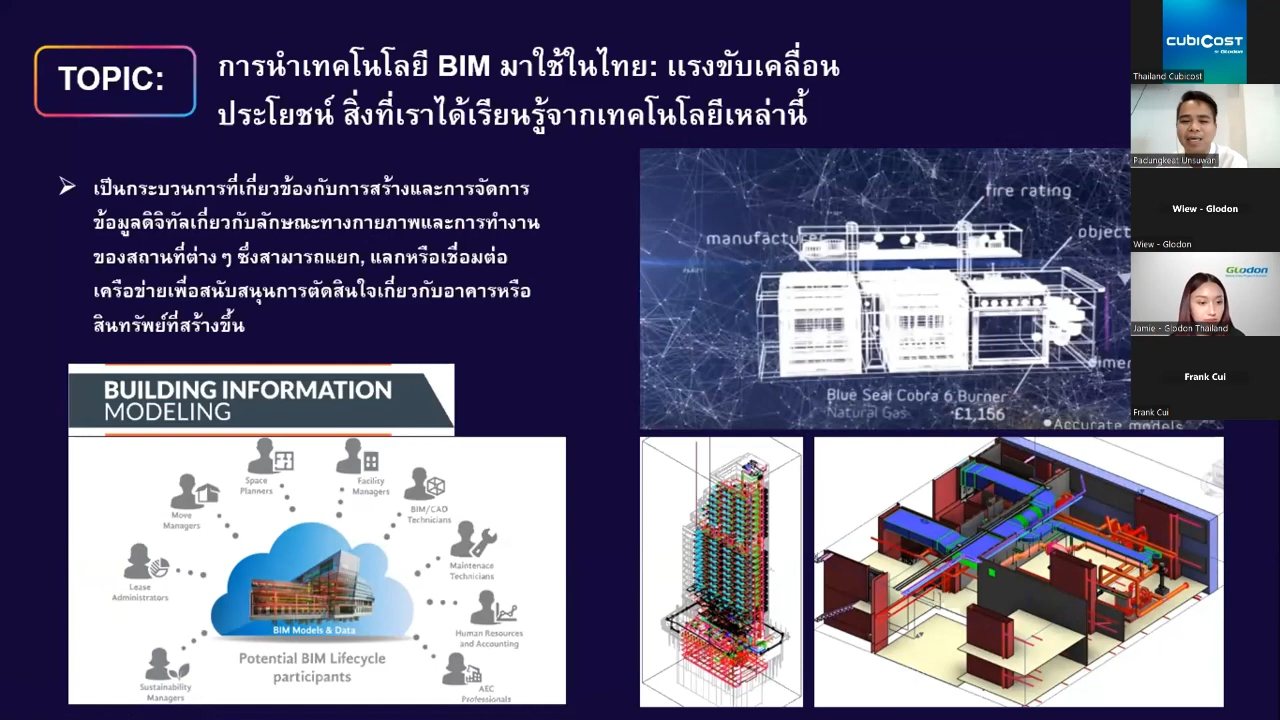 TOPIC:
การนำเทคโนโลยี BIM มาใช้ในไทย: แรงขับเคลื่อน
ประโยชน์ สิ่งที่เราได้เรียนรู้จากเทคโนโลยีเหล่านี้
เป็นกระบวนการที่เกี่ยวข้องกับการสร้างและการจัดการ
ข้อมูลดิจิทัลเกี่ยวกับลักษณะทางกายภาพและการทำงาน
ของสถานที่ต่าง ๆ ซึ่งสามารถแยก, แลกหรือเชื่อมต่อ
เครือข่ายเพื่อสนับสนุนการตัดสินใจเกี่ยวกับอาคารหรือ
สินทรัพย์ที่สร้างขึ้น
BUILDING INFORMATION
MODELING
Space
Planners
Facility
Managers
Move
Managers
BIM/CAD
Technicians
Maintenace
Technicians
Lease
Administrators
Human Resources
and Accounting
BIM Models & Data
Potential BIM Lifecycle
participants
Sustainability
Managers
AEC
Professionals
fire rating
manufacturer
object
dimen
Blue Seal Cobra 6 Burner
Natural Gas
£1,156
Accurate models
CUBICOST
by Glodon
Thailand Cubicost
Padungkeat Unsuwan
Wiew - Glodon
Wiew - Glodon
GLodon
Jamie - Glodon Thailand
Frank Cui
Frank Cui